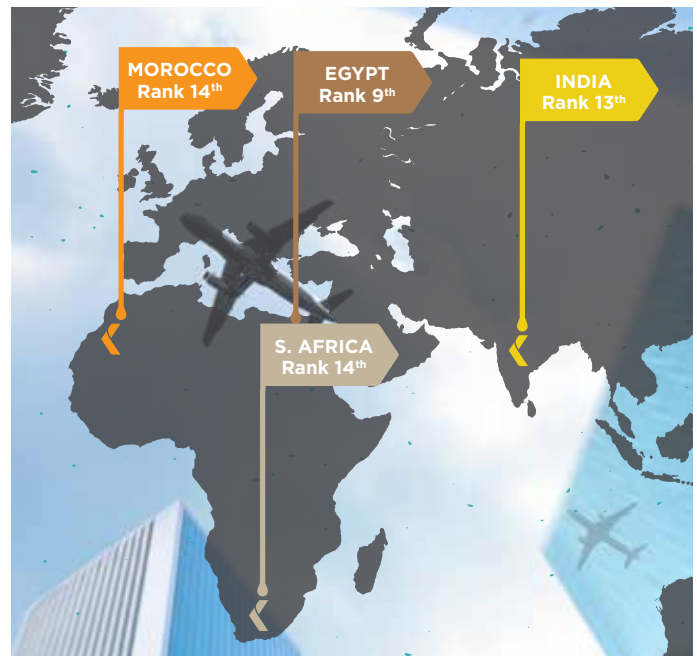 MOROCCO
Rank 14th
EGYPT
Rank 9th
INDIA
Rank 13th
S. AFRICA
Rank 14th